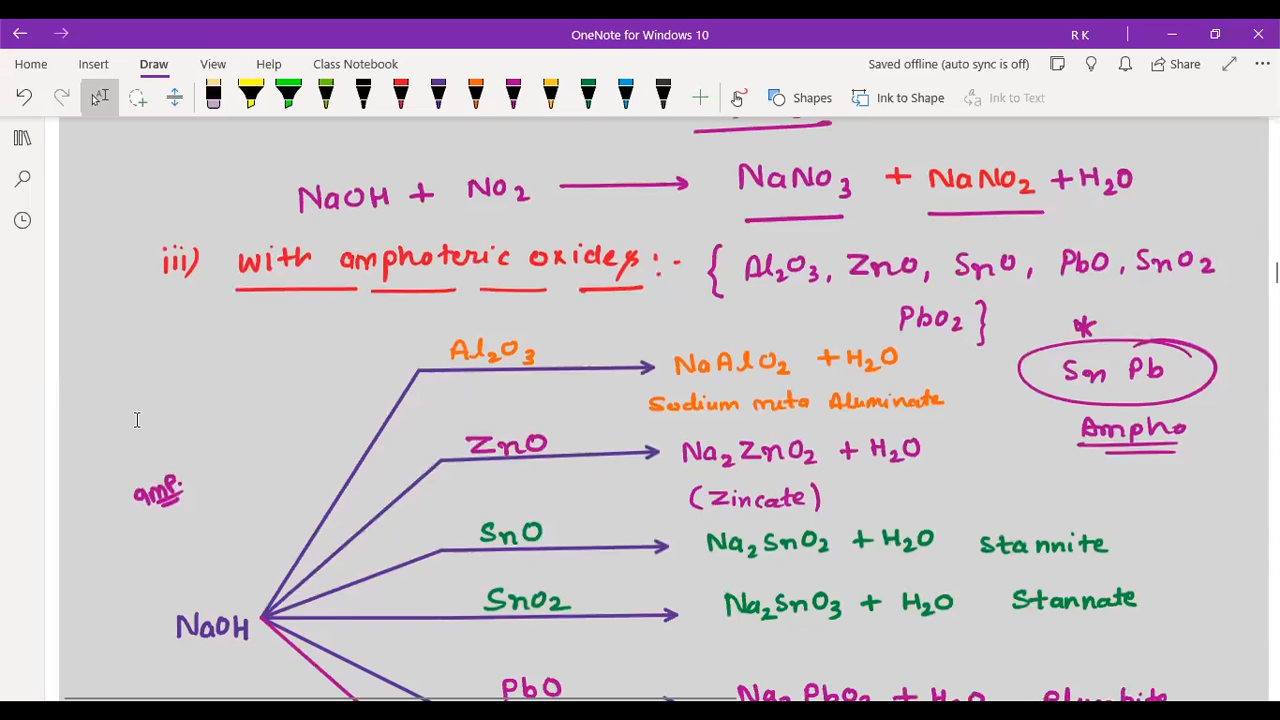 OneNote for Windows 10
R K
Home Insert Draw View Help Class Notebook
Saved offline (auto sync is off) Share
Shapes Ink to Shape Ink to Text
NaOH + NO2 → NaNO3 + NaNO2 + H2O
iii) with amphoteric oxides :- { Al2O3, ZnO, SnO, PbO, SnO2
PbO2 }
*
Al2O3 NaAlO2 + H2O
Sn Pb
Sodium meta Aluminate
Ampho
ZnO Na2ZnO2 + H2O
(Zincate)
amp.
SnO Na2SnO2 + H2O Stannite
SnO2 Na2SnO3 + H2O Stannate
NaOH
PbO Na2PbO2 + H2O Plumbite